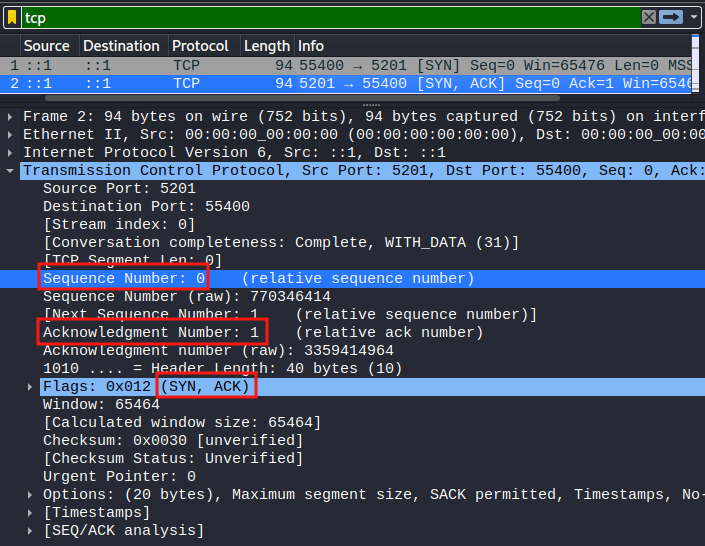 tcp
Source Destination Protocol Length Info
1 ::1 ::1 TCP 94 55400 → 5201 [SYN] Seq=0 Win=65476 Len=0 MSS
2 ::1 ::1 TCP 94 5201 → 55400 [SYN, ACK] Seq=0 Ack=1 Win=6546
Frame 2: 94 bytes on wire (752 bits), 94 bytes captured (752 bits) on interf
Ethernet II, Src: 00:00:00_00:00:00 (00:00:00:00:00:00), Dst: 00:00:00_00:00
Internet Protocol Version 6, Src: ::1, Dst: ::1
Transmission Control Protocol, Src Port: 5201, Dst Port: 55400, Seq: 0, Ack:
Source Port: 5201
Destination Port: 55400
[Stream index: 0]
[Conversation completeness: Complete, WITH_DATA (31)]
[TCP Segment Len: 0]
Sequence Number: 0 (relative sequence number)
Sequence Number (raw): 770346414
[Next Sequence Number: 1 (relative sequence number)]
Acknowledgment Number: 1 (relative ack number)
Acknowledgment number (raw): 3359414964
1010 .... = Header Length: 40 bytes (10)
Flags: 0x012 (SYN, ACK)
Window: 65464
[Calculated window size: 65464]
Checksum: 0x0030 [unverified]
[Checksum Status: Unverified]
Urgent Pointer: 0
Options: (20 bytes), Maximum segment size, SACK permitted, Timestamps, No-
[Timestamps]
[SEQ/ACK analysis]